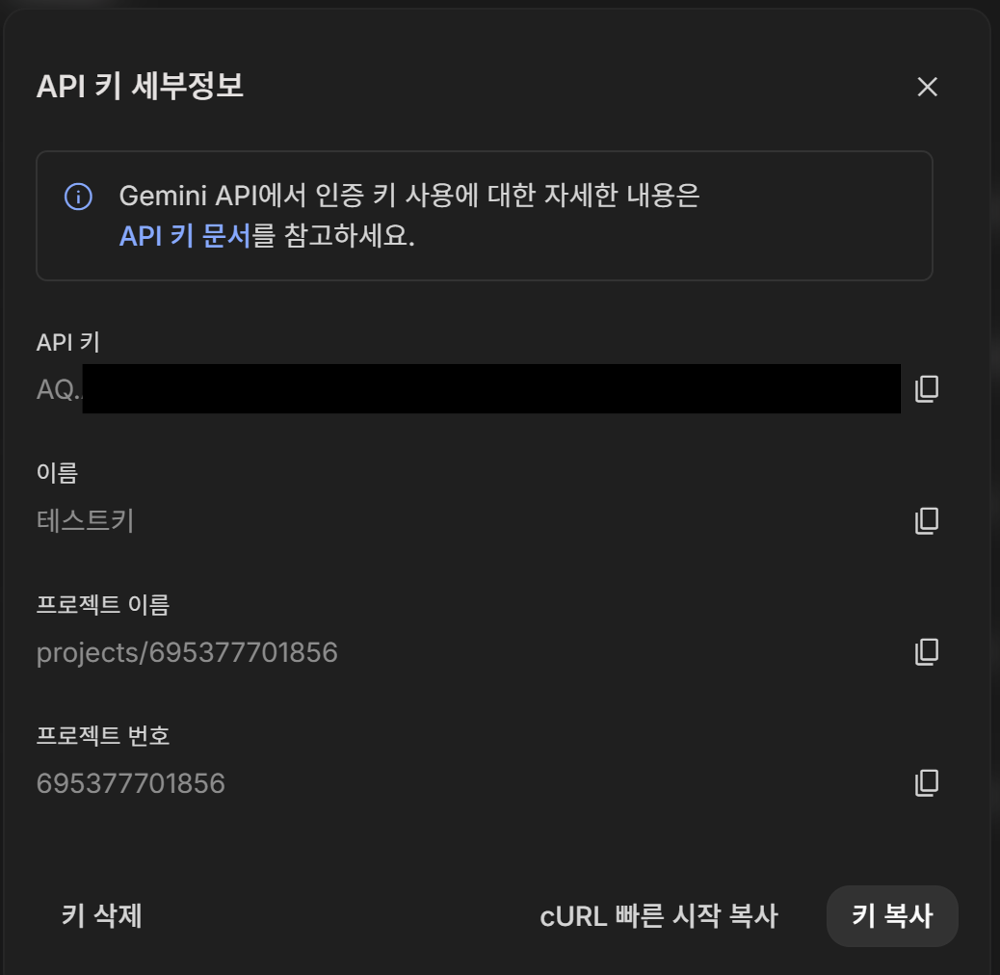 API 키 세부정보
Gemini API에서 인증 키 사용에 대한 자세한 내용은
API 키 문서를 참고하세요.
API 키
AQ.
이름
테스트키
프로젝트 이름
projects/695377701856
프로젝트 번호
695377701856
키 삭제
cURL 빠른 시작 복사
키 복사